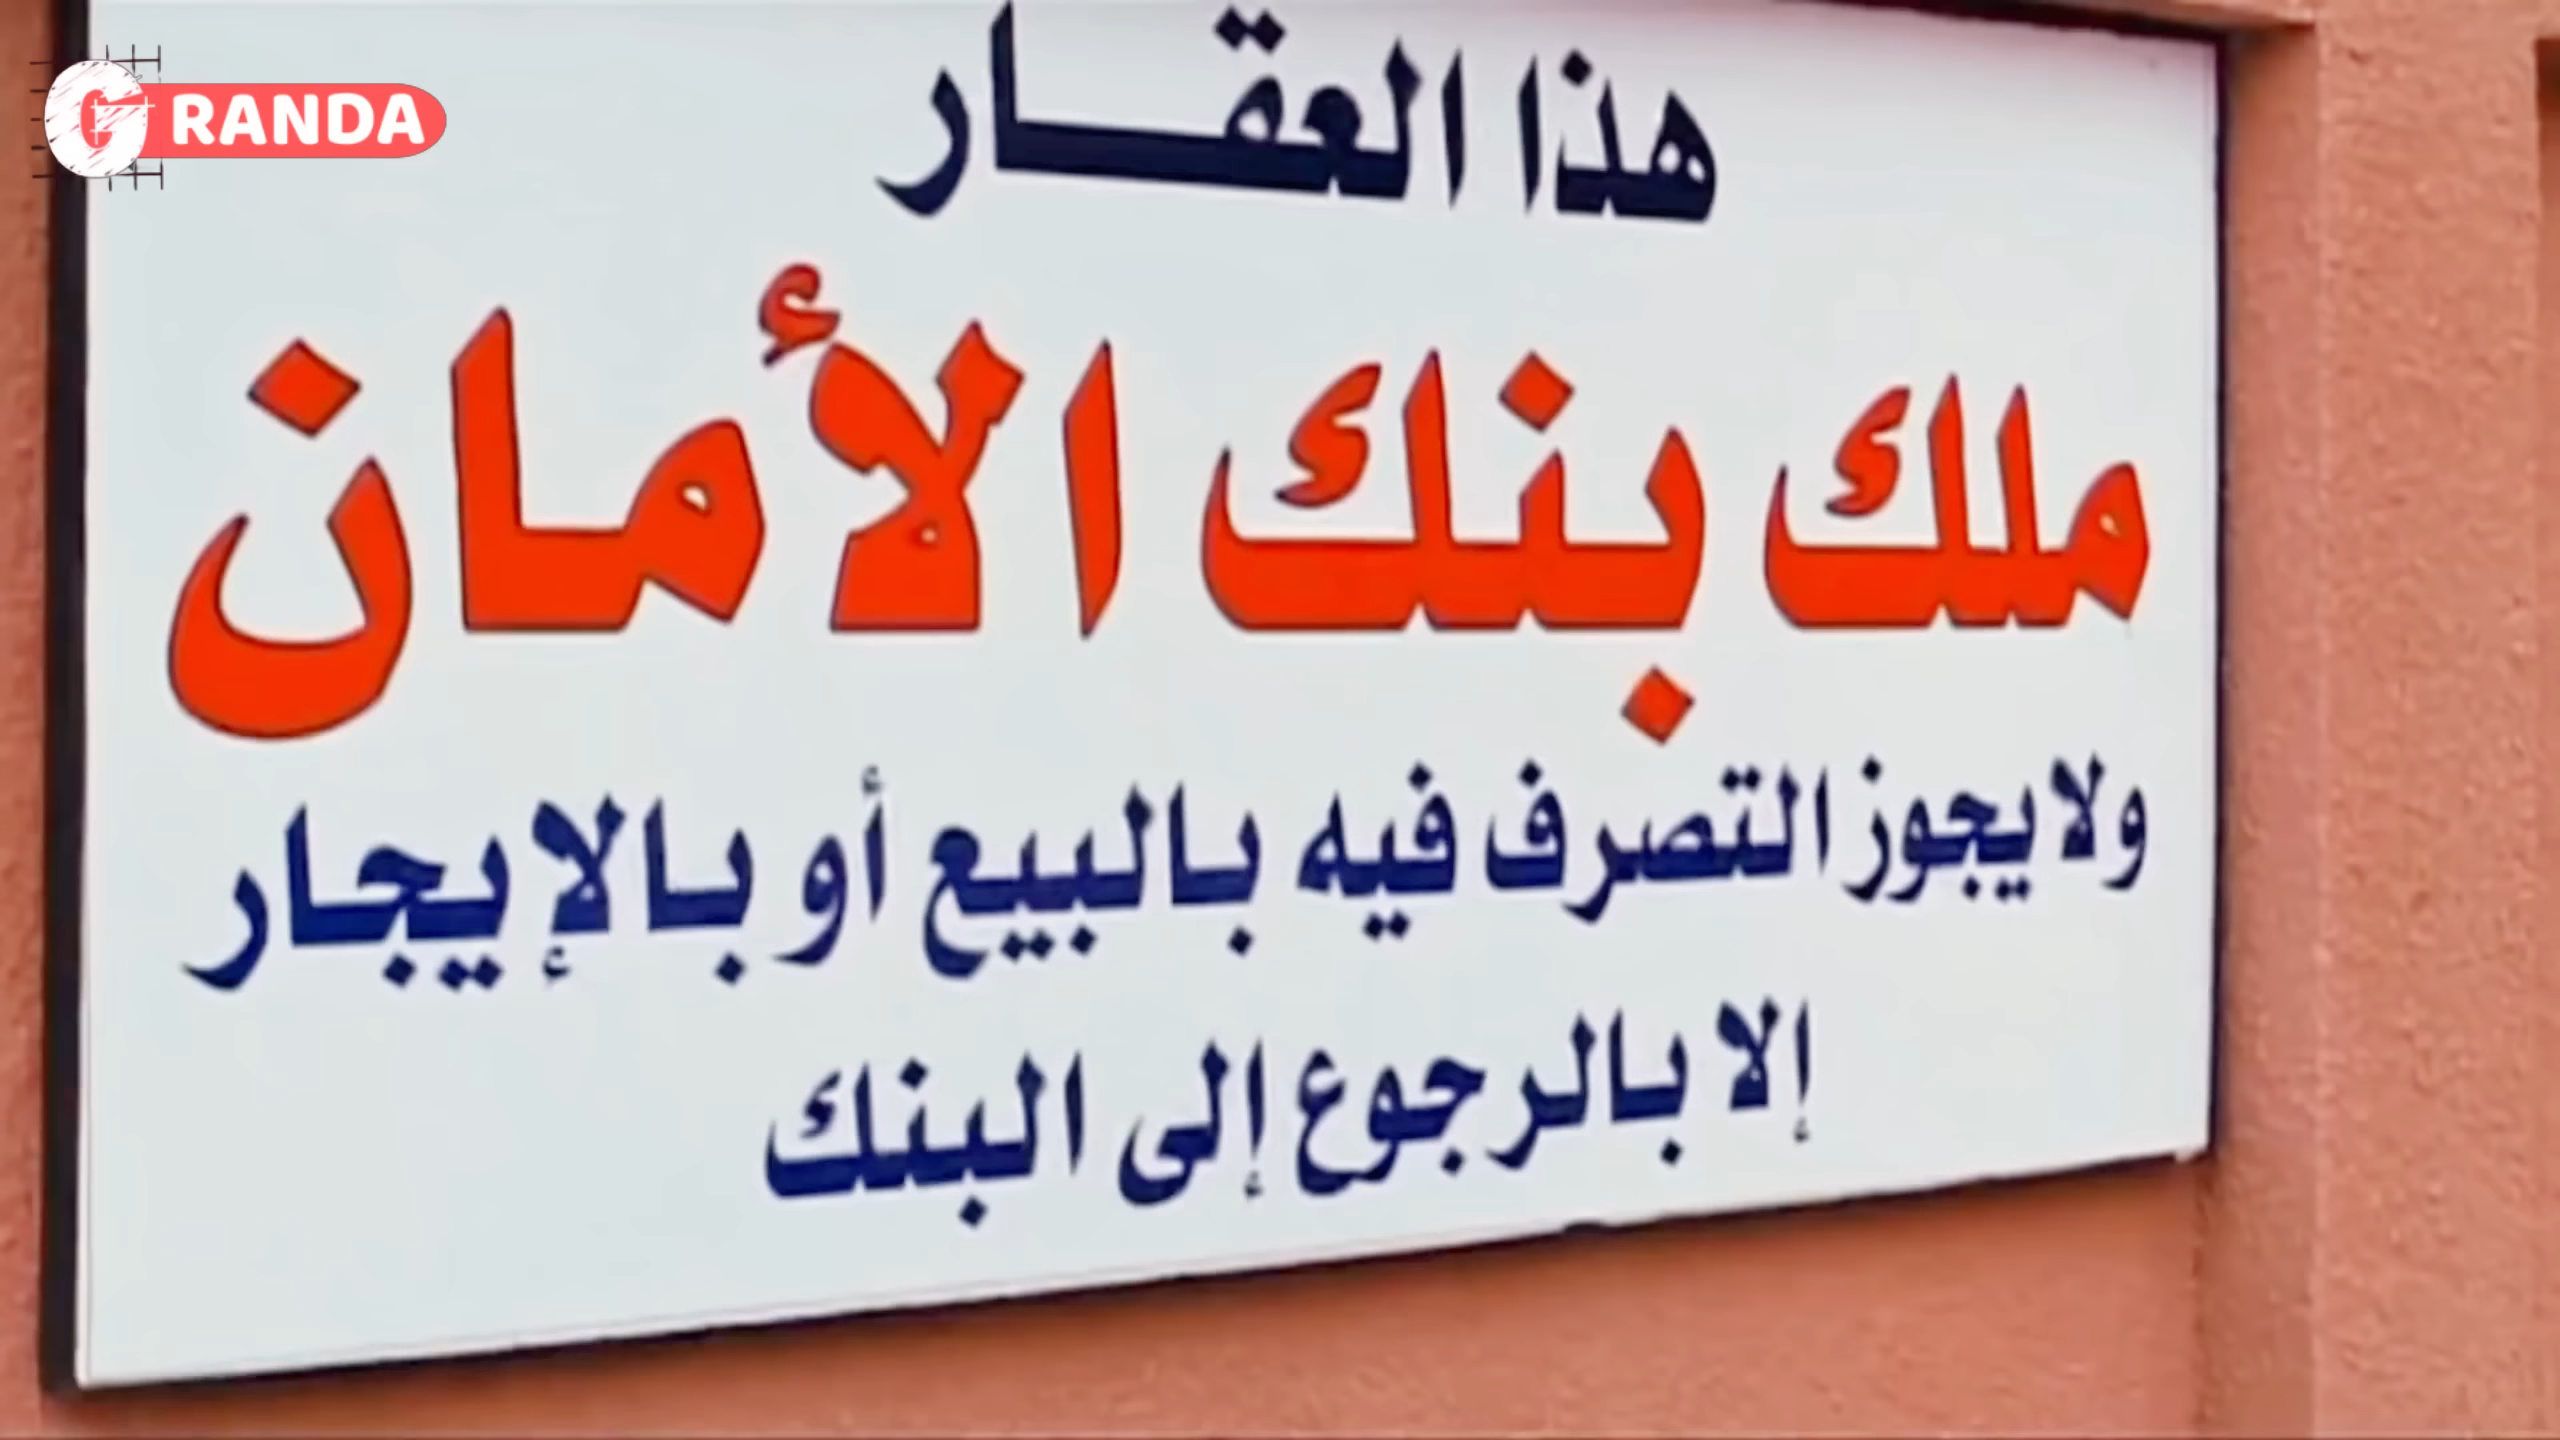 GRANDA
هذا العقار
ملك بنك الأمان
ولا يجوز التصرف فيه بالبيع أو بالإيجار
إلا بالرجوع إلى البنك